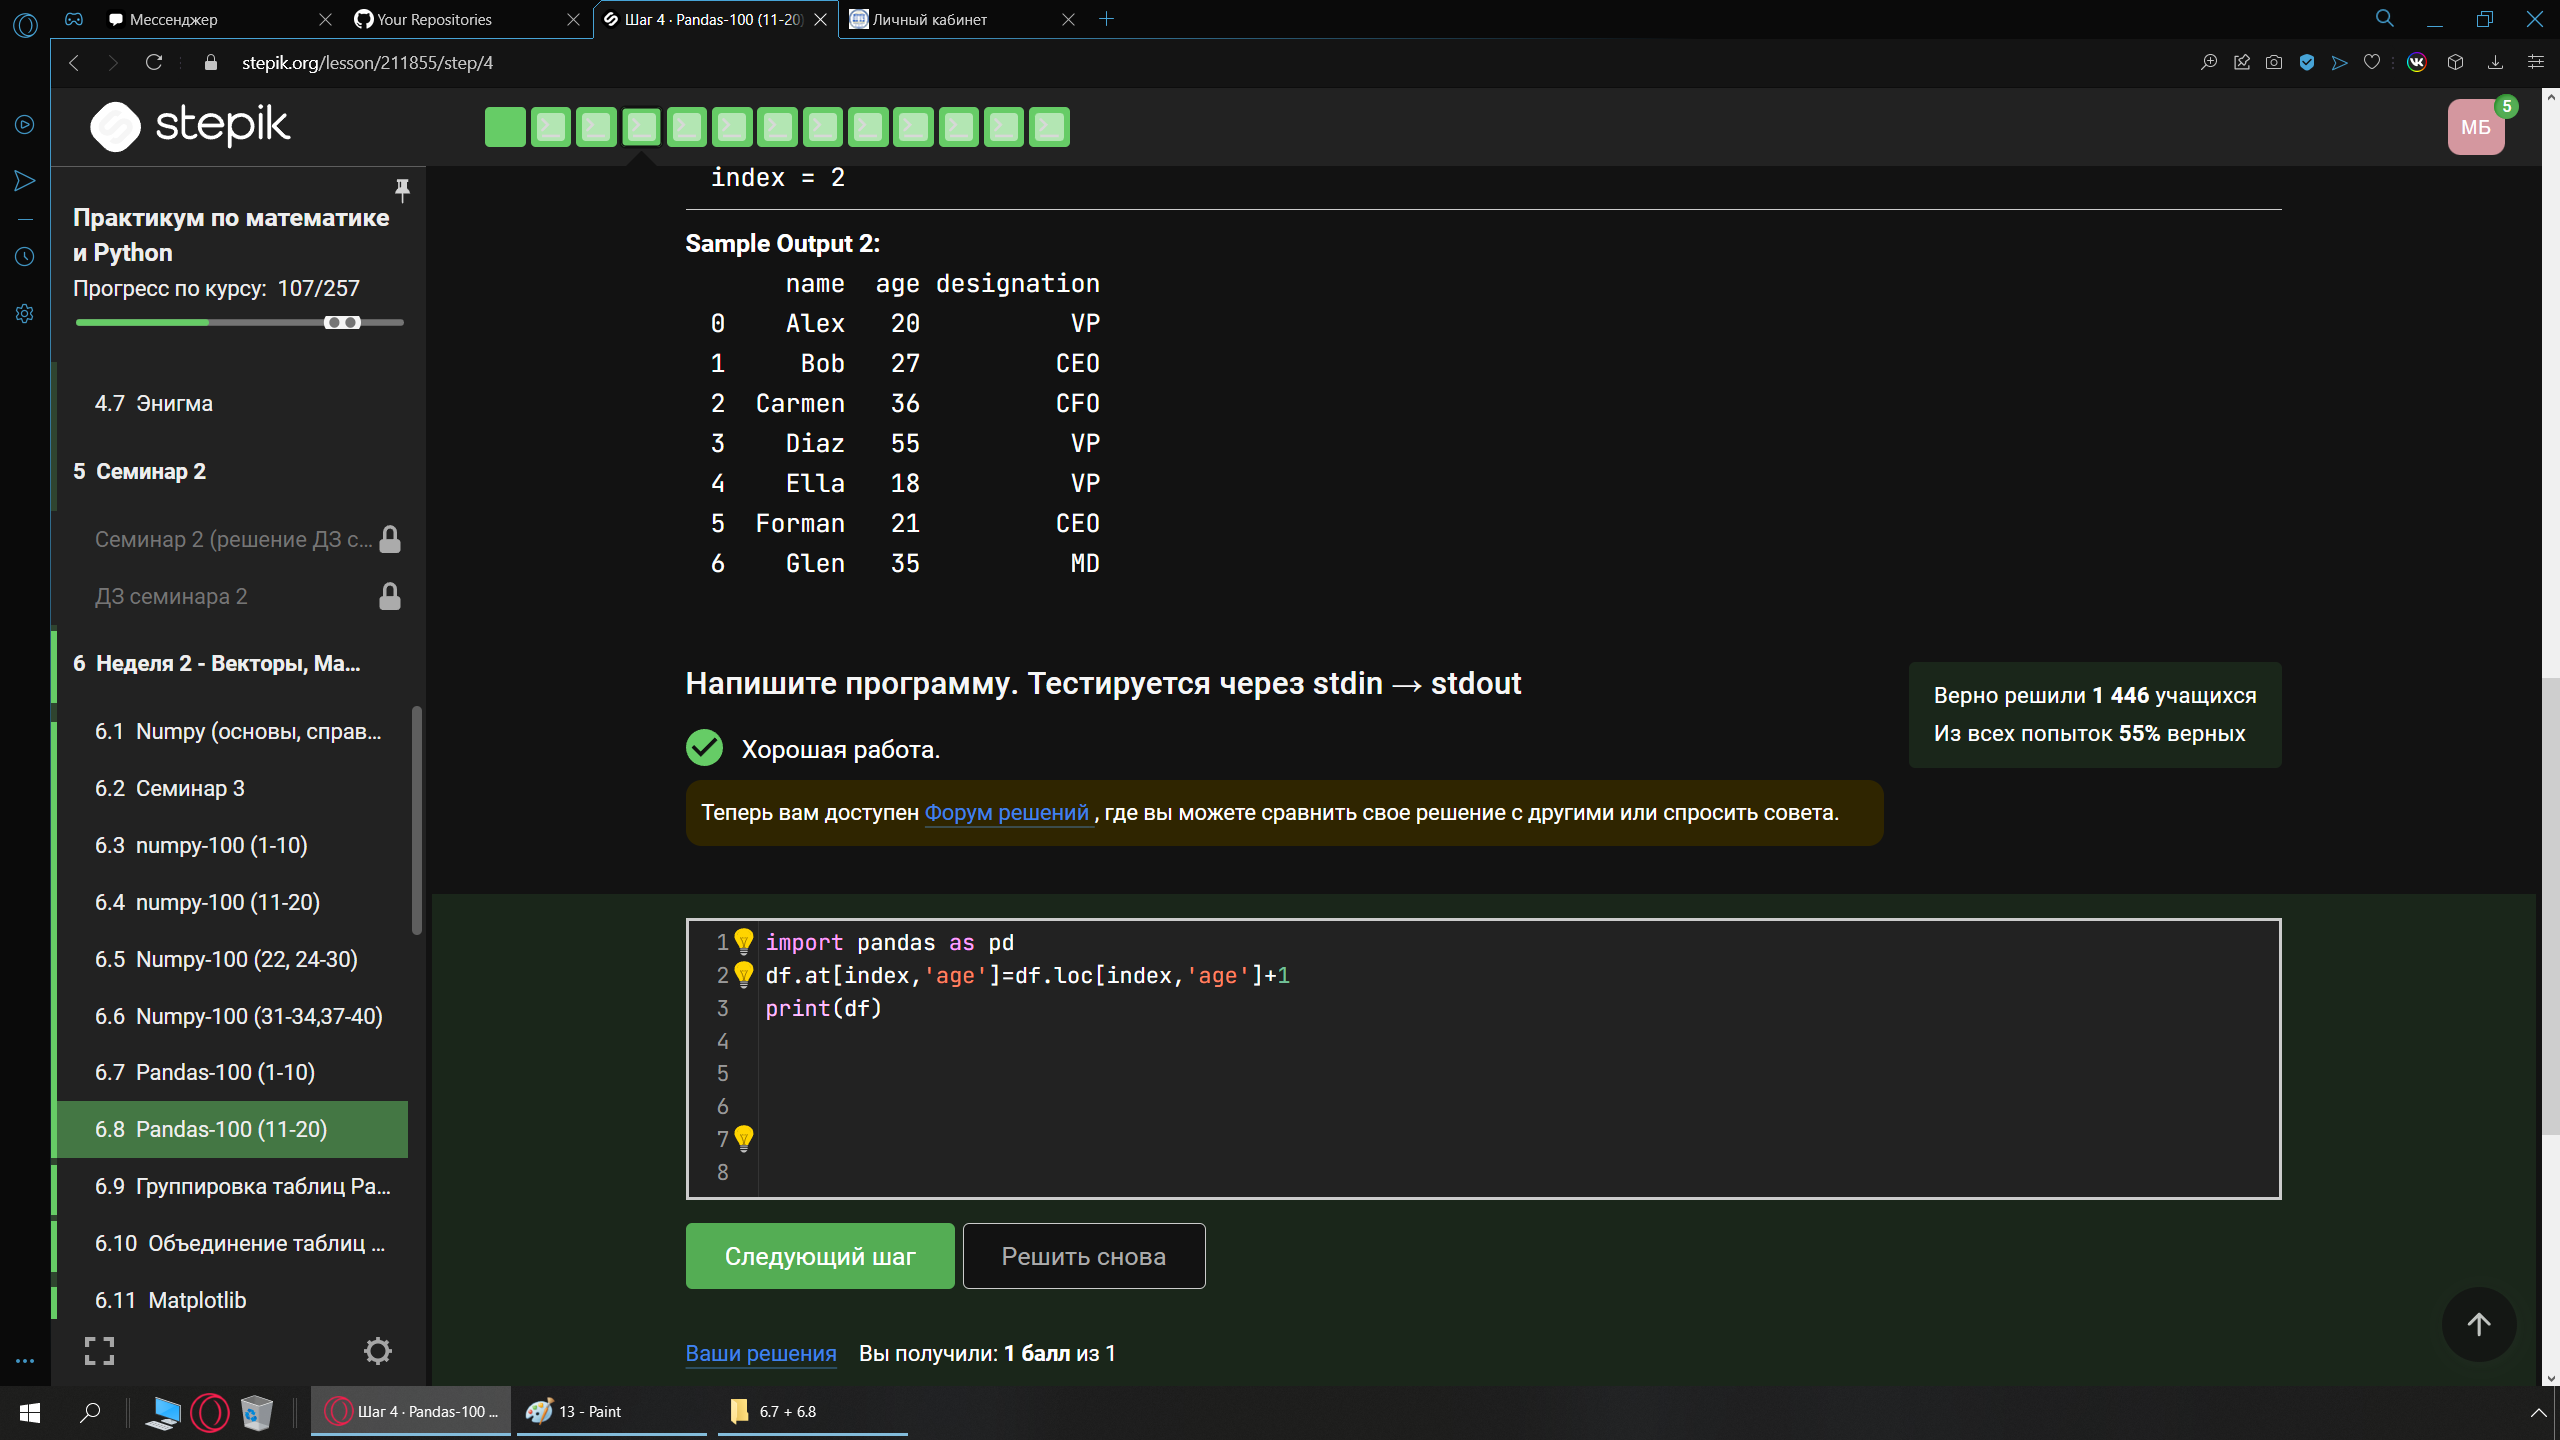 Мессенджер
Your Repositories
Шаг 4 · Pandas-100 (11-20)
Личный кабинет
stepik.org/lesson/211855/step/4
stepik
МБ
5
Практикум по математике
и Python
Прогресс по курсу: 107/257
4.7 Энигма
5 Семинар 2
Семинар 2 (решение ДЗ с...
ДЗ семинара 2
6 Неделя 2 - Векторы, Ма...
6.1 Numpy (основы, справ...
6.2 Семинар 3
6.3 numpy-100 (1-10)
6.4 numpy-100 (11-20)
6.5 Numpy-100 (22, 24-30)
6.6 Numpy-100 (31-34,37-40)
6.7 Pandas-100 (1-10)
6.8 Pandas-100 (11-20)
6.9 Группировка таблиц Pa...
6.10 Объединение таблиц ...
6.11 Matplotlib
index = 2
Sample Output 2:
name age designation
0 Alex 20 VP
1 Bob 27 CEO
2 Carmen 36 CFO
3 Diaz 55 VP
4 Ella 18 VP
5 Forman 21 CEO
6 Glen 35 MD
Напишите программу. Тестируется через stdin → stdout
Верно решили 1 446 учащихся
Из всех попыток 55% верных
Хорошая работа.
Теперь вам доступен Форум решений , где вы можете сравнить свое решение с другими или спросить совета.
1 import pandas as pd
2 df.at[index,'age']=df.loc[index,'age']+1
3 print(df)
4
5
6
7
8
Следующий шаг
Решить снова
Ваши решения Вы получили: 1 балл из 1
Шаг 4 · Pandas-100 ...
13 - Paint
6.7 + 6.8